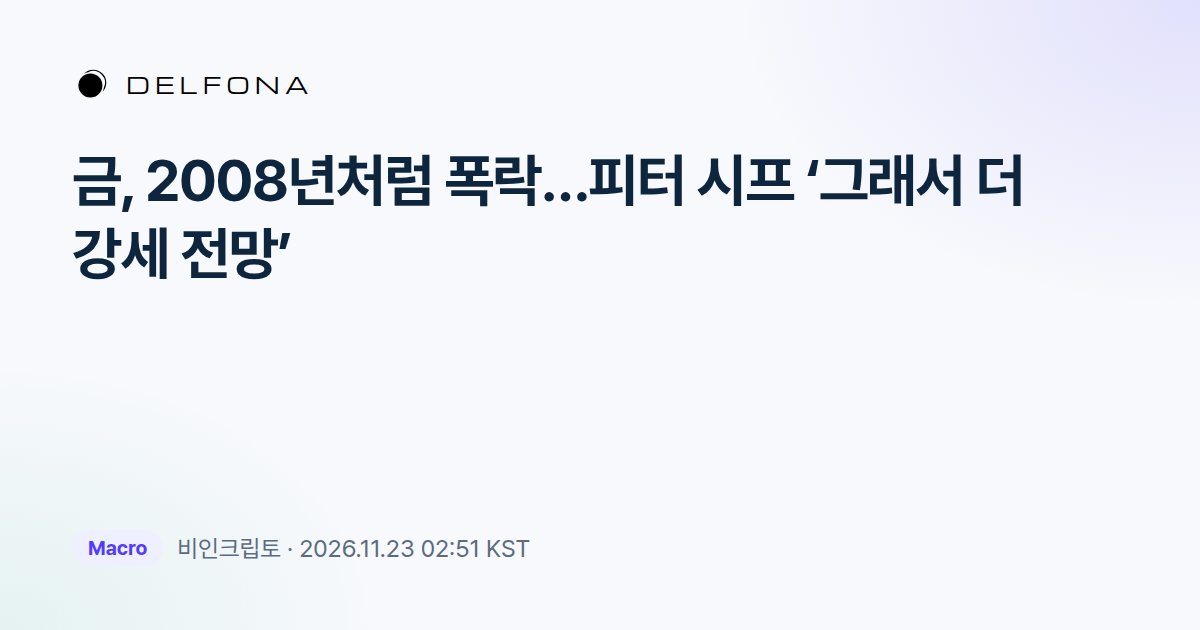 DELFONA
금, 2008년처럼 폭락…피터 시프 ‘그래서 더
강세 전망’
Macro 비인크립토 · 2026.11.23 02:51 KST